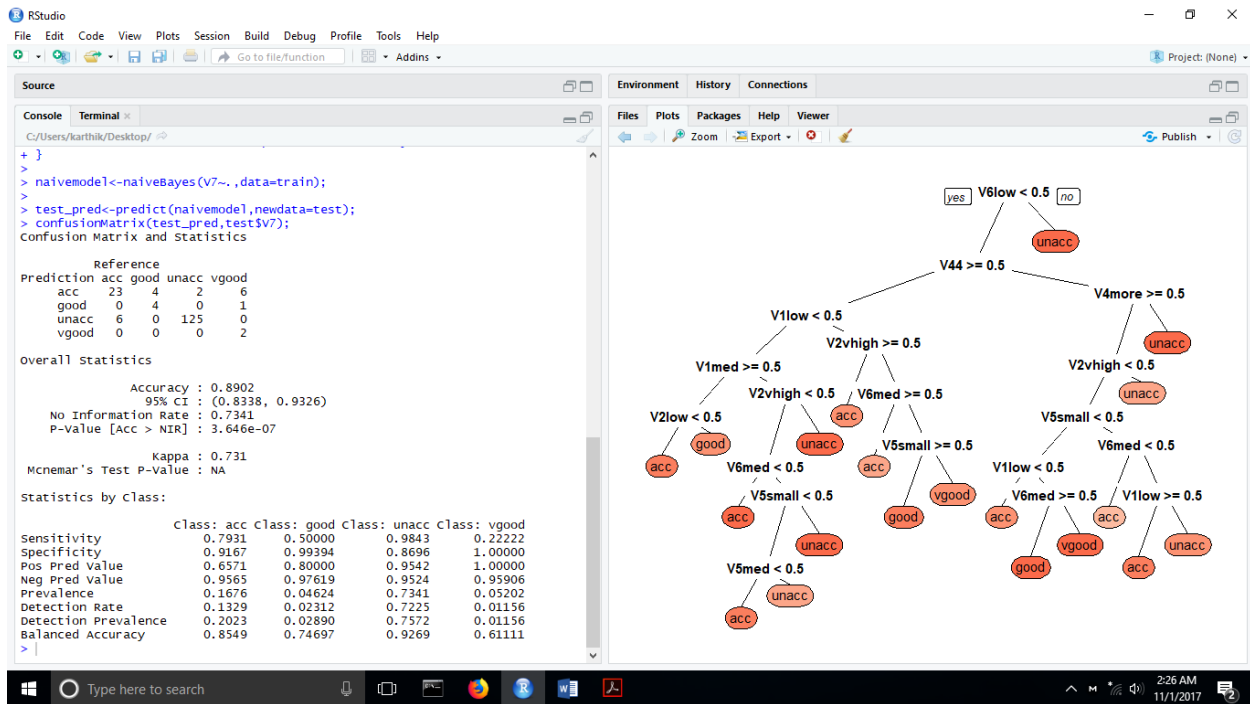 RStudio
File Edit Code View Plots Session Build Debug Profile Tools Help
Go to file/function Addins Project: (None)
Source
Console Terminal
C:/Users/karthik/Desktop/
+ }
>
> naivemodel<-naiveBayes(V7~.,data=train);
>
> test_pred<-predict(naivemodel,newdata=test);
> confusionMatrix(test_pred,test$V7);
Confusion Matrix and Statistics
Reference
Prediction acc good unacc vgood
acc 23 4 2 6
good 0 4 0 1
unacc 6 0 125 0
vgood 0 0 0 2
Overall Statistics
Accuracy : 0.8902
95% CI : (0.8338, 0.9326)
No Information Rate : 0.7341
P-Value [Acc > NIR] : 3.646e-07
Kappa : 0.731
Mcnemar's Test P-Value : NA
Statistics by Class:
Class: acc Class: good Class: unacc Class: vgood
Sensitivity 0.7931 0.50000 0.9843 0.22222
Specificity 0.9167 0.99394 0.8696 1.00000
Pos Pred Value 0.6571 0.80000 0.9542 1.00000
Neg Pred Value 0.9565 0.97619 0.9524 0.95906
Prevalence 0.1676 0.04624 0.7341 0.05202
Detection Rate 0.1329 0.02312 0.7225 0.01156
Detection Prevalence 0.2023 0.02890 0.7572 0.01156
Balanced Accuracy 0.8549 0.74697 0.9269 0.61111
>
Environment History Connections
Files Plots Packages Help Viewer
Zoom Export Publish
yes V6low < 0.5 no
unacc
V44 >= 0.5
V4more >= 0.5
V1low < 0.5
V2vhigh >= 0.5
unacc
V1med >= 0.5
V2vhigh < 0.5
V2vhigh < 0.5 V6med >= 0.5
unacc
V2low < 0.5
acc
V5small < 0.5
good
unacc
V5small >= 0.5
V6med < 0.5
acc
V6med < 0.5
acc
V1low < 0.5
V5small < 0.5
vgood
V6med >= 0.5
V1low >= 0.5
acc
good
acc
acc
unacc
vgood
unacc
V5med < 0.5
good
acc
unacc
acc
Type here to search
2:26 AM
11/1/2017
2